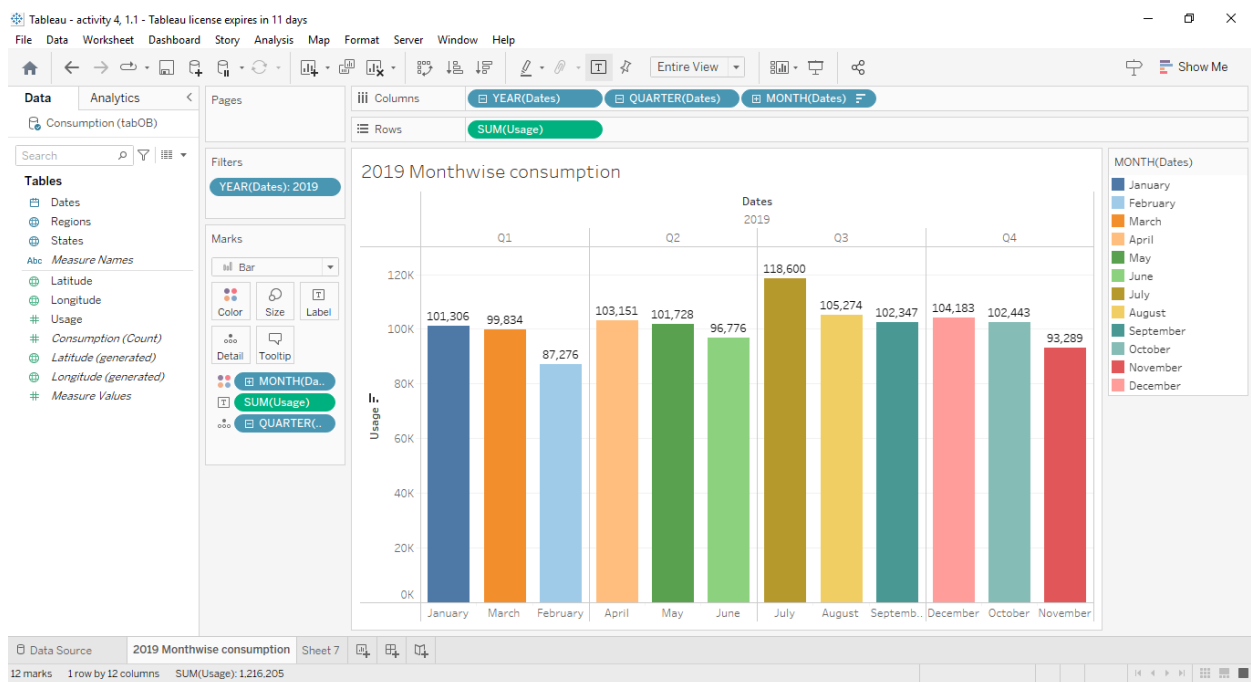 Tableau - activity 4, 1.1 - Tableau license expires in 11 days
File Data Worksheet Dashboard Story Analysis Map Format Server Window Help
Entire View
Show Me
Data Analytics
Consumption (tabOB)
Search
Tables
Dates
Regions
States
Abc Measure Names
Latitude
Longitude
# Usage
# Consumption (Count)
Latitude (generated)
Longitude (generated)
# Measure Values
Pages
Filters
YEAR(Dates): 2019
Marks
Bar
Color Size Label
Detail Tooltip
MONTH(Da..
T SUM(Usage)
QUARTER(..
Columns YEAR(Dates) QUARTER(Dates) MONTH(Dates)
Rows SUM(Usage)
2019 Monthwise consumption
Dates
2019
Q1 Q2 Q3 Q4
120K
100K
80K
60K
40K
20K
0K
Usage
101,306 99,834 87,276 103,151 101,728 96,776 118,600 105,274 102,347 104,183 102,443 93,289
January March February April May June July August Septemb.. December October November
MONTH(Dates)
January
February
March
April
May
June
July
August
September
October
November
December
Data Source 2019 Monthwise consumption Sheet 7
12 marks 1 row by 12 columns SUM(Usage): 1,216,205